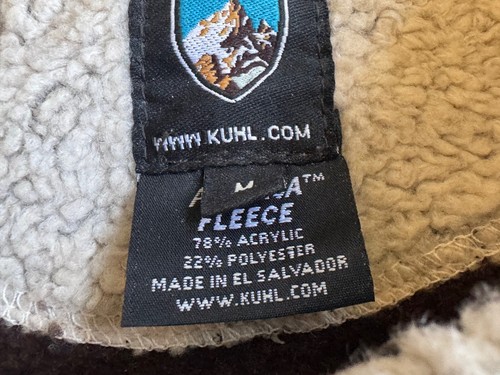 WWW.KUHL.COM
M
FLEECE
78% ACRYLIC
22% POLYESTER
MADE IN EL SALVADOR
WWW.KUHL.COM